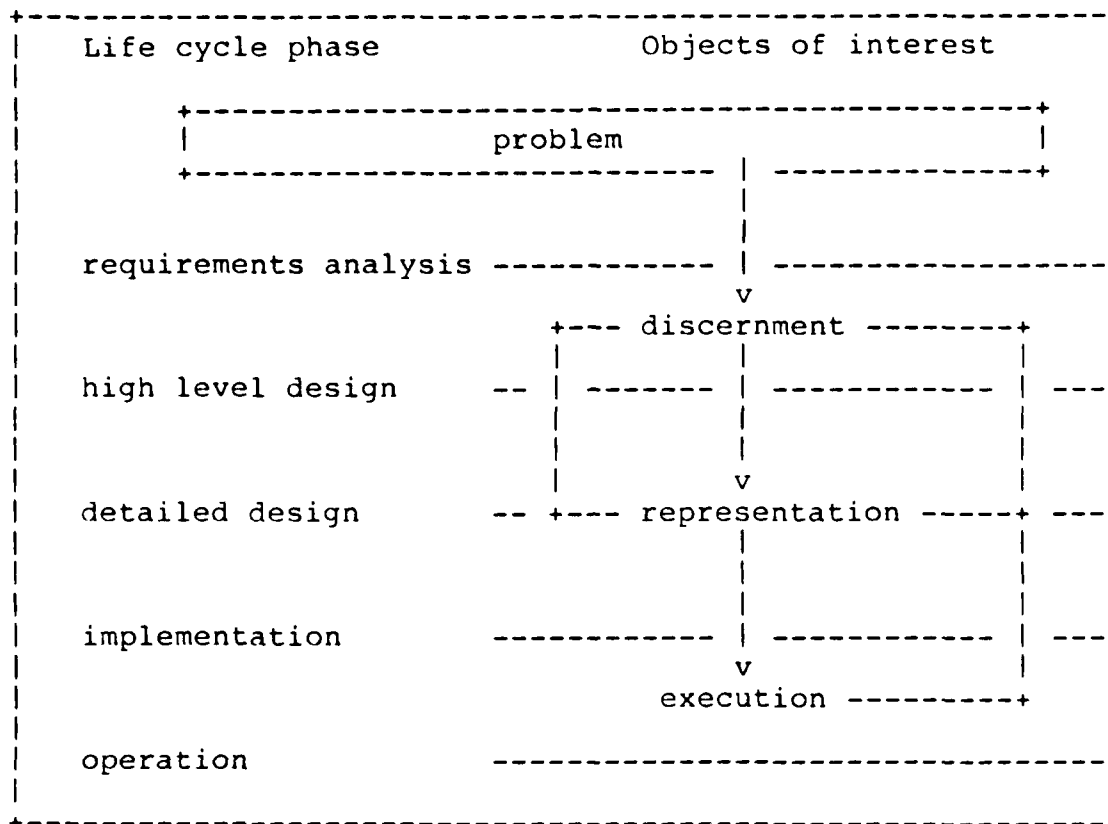 Life cycle phase Objects of interest
problem
requirements analysis
discernment
high level design
detailed design representation
implementation
execution
operation